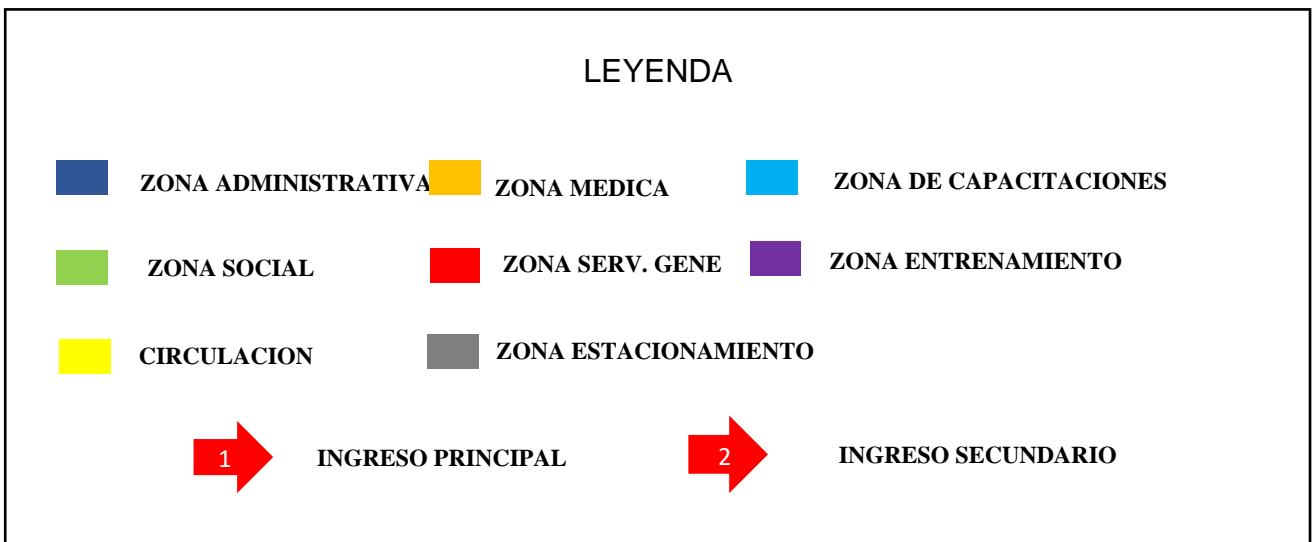 LEYENDA
ZONA ADMINISTRATIVA
ZONA MEDICA
ZONA DE CAPACITACIONES
ZONA SOCIAL
ZONA SERV. GENE
ZONA ENTRENAMIENTO
CIRCULACION
ZONA ESTACIONAMIENTO
1
INGRESO PRINCIPAL
2
INGRESO SECUNDARIO